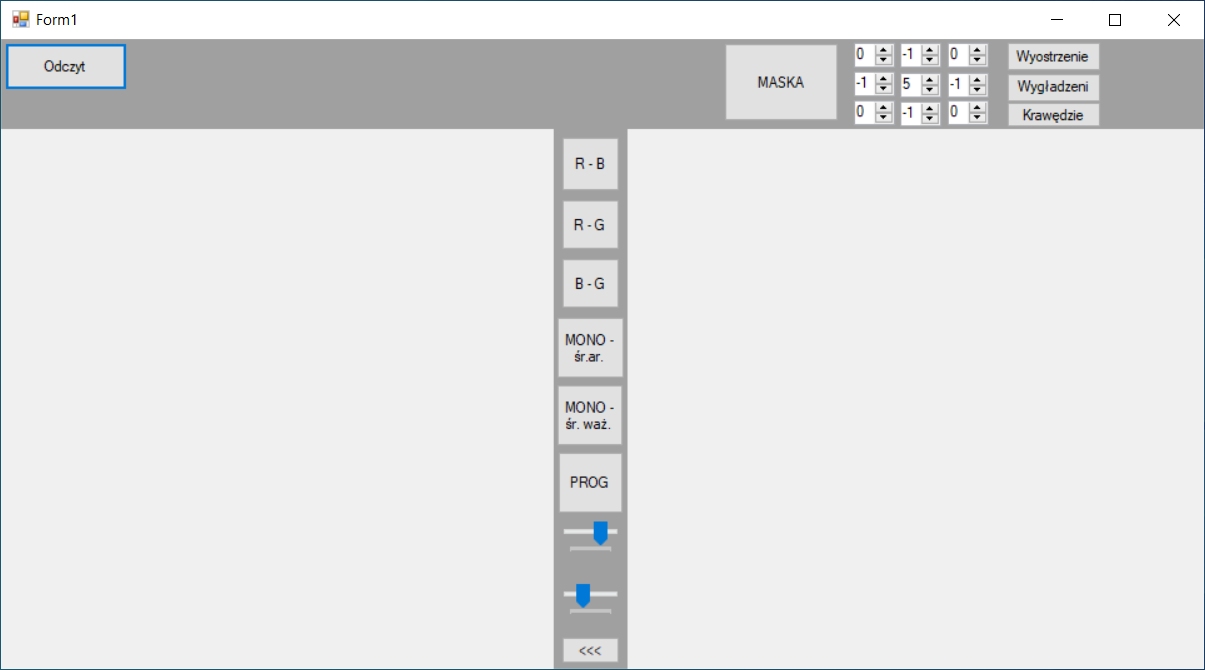 Form1
Odczyt
MASKA
0 -1 0
-1 5 -1
0 -1 0
Wyostrzenie
Wygładzeni
Krawędzie
R - B
R - G
B - G
MONO -
śr.ar.
MONO -
śr. waż.
PROG
<<<